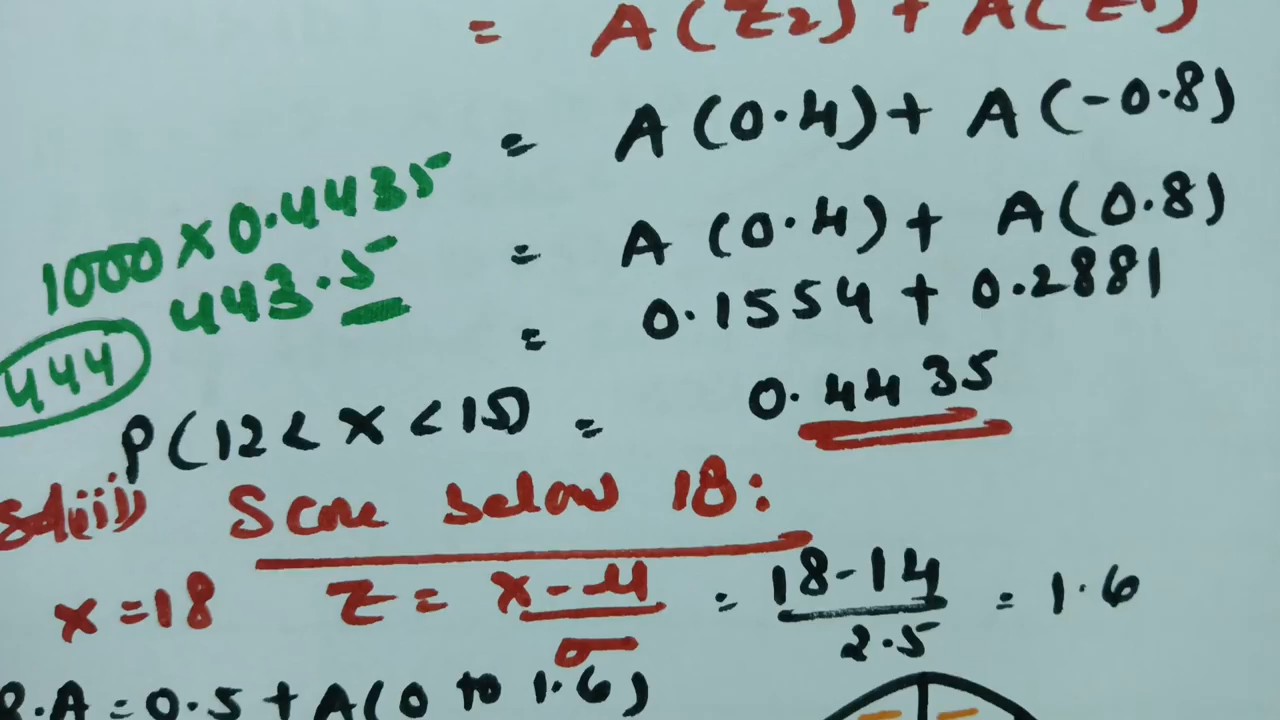 = A(Z2) + A(Z1)
= A(0.4) + A(-0.8)
= A(0.4) + A(0.8)
= 0.1554 + 0.2881
1000 x 0.4435
443.5
444
P(12 < x < 15) = 0.4435
Score below 18:
x = 18 Z = x - μ / σ = 18 - 14 / 2.5 = 1.6
R.A = 0.5 + A(0 to 1.6)